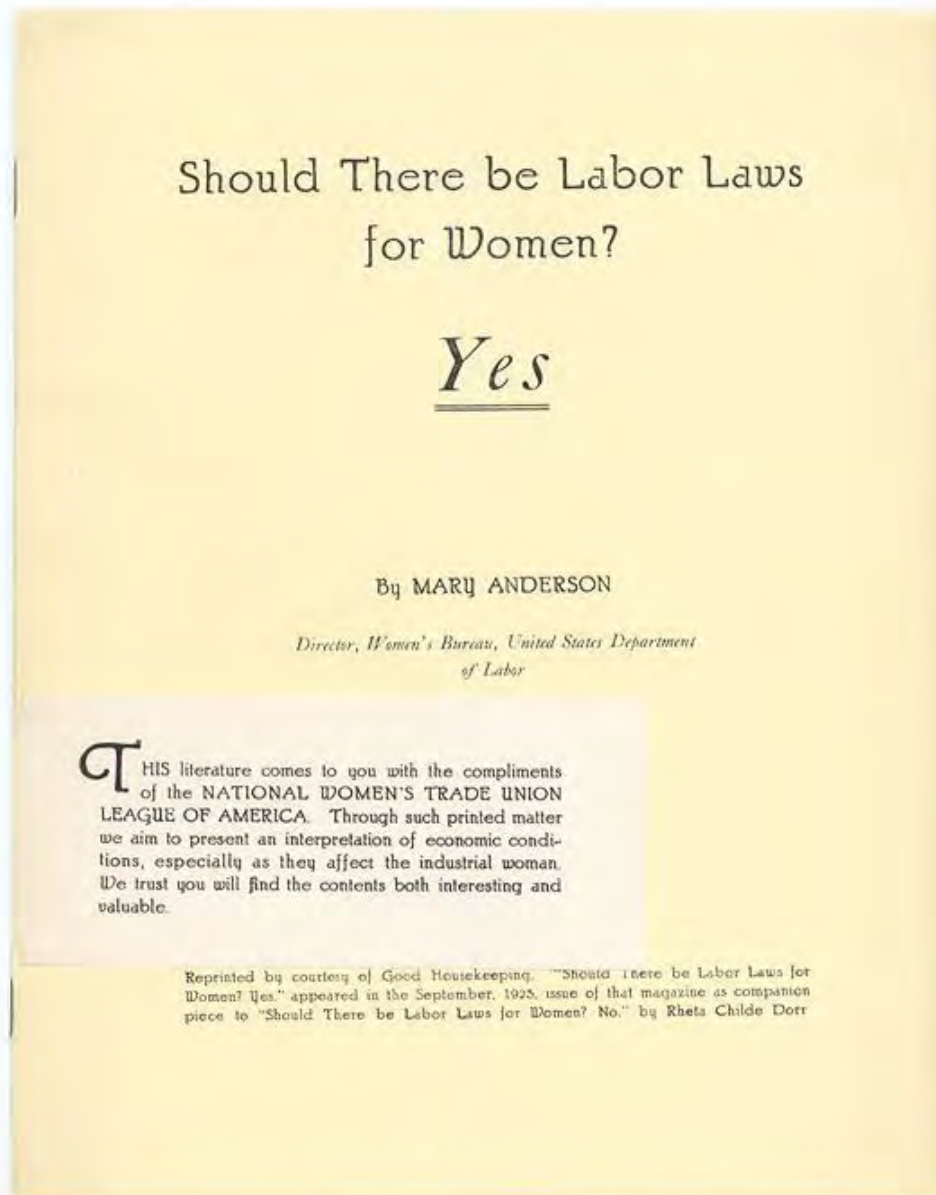 Should There be Labor Laws
for Women?
Yes
By MARY ANDERSON
Director, Women's Bureau, United States Department
of Labor
THIS literature comes to you with the compliments
of the NATIONAL WOMEN'S TRADE UNION
LEAGUE OF AMERICA. Through such printed matter
we aim to present an interpretation of economic condi-
tions, especially as they affect the industrial woman.
We trust you will find the contents both interesting and
valuable.
Reprinted by courtesy of Good Housekeeping. "Should There be Labor Laws for
Women? Yes." appeared in the September, 1925, issue of that magazine as companion
piece to "Should There be Labor Laws for Women? No." by Rheta Childe Dorr